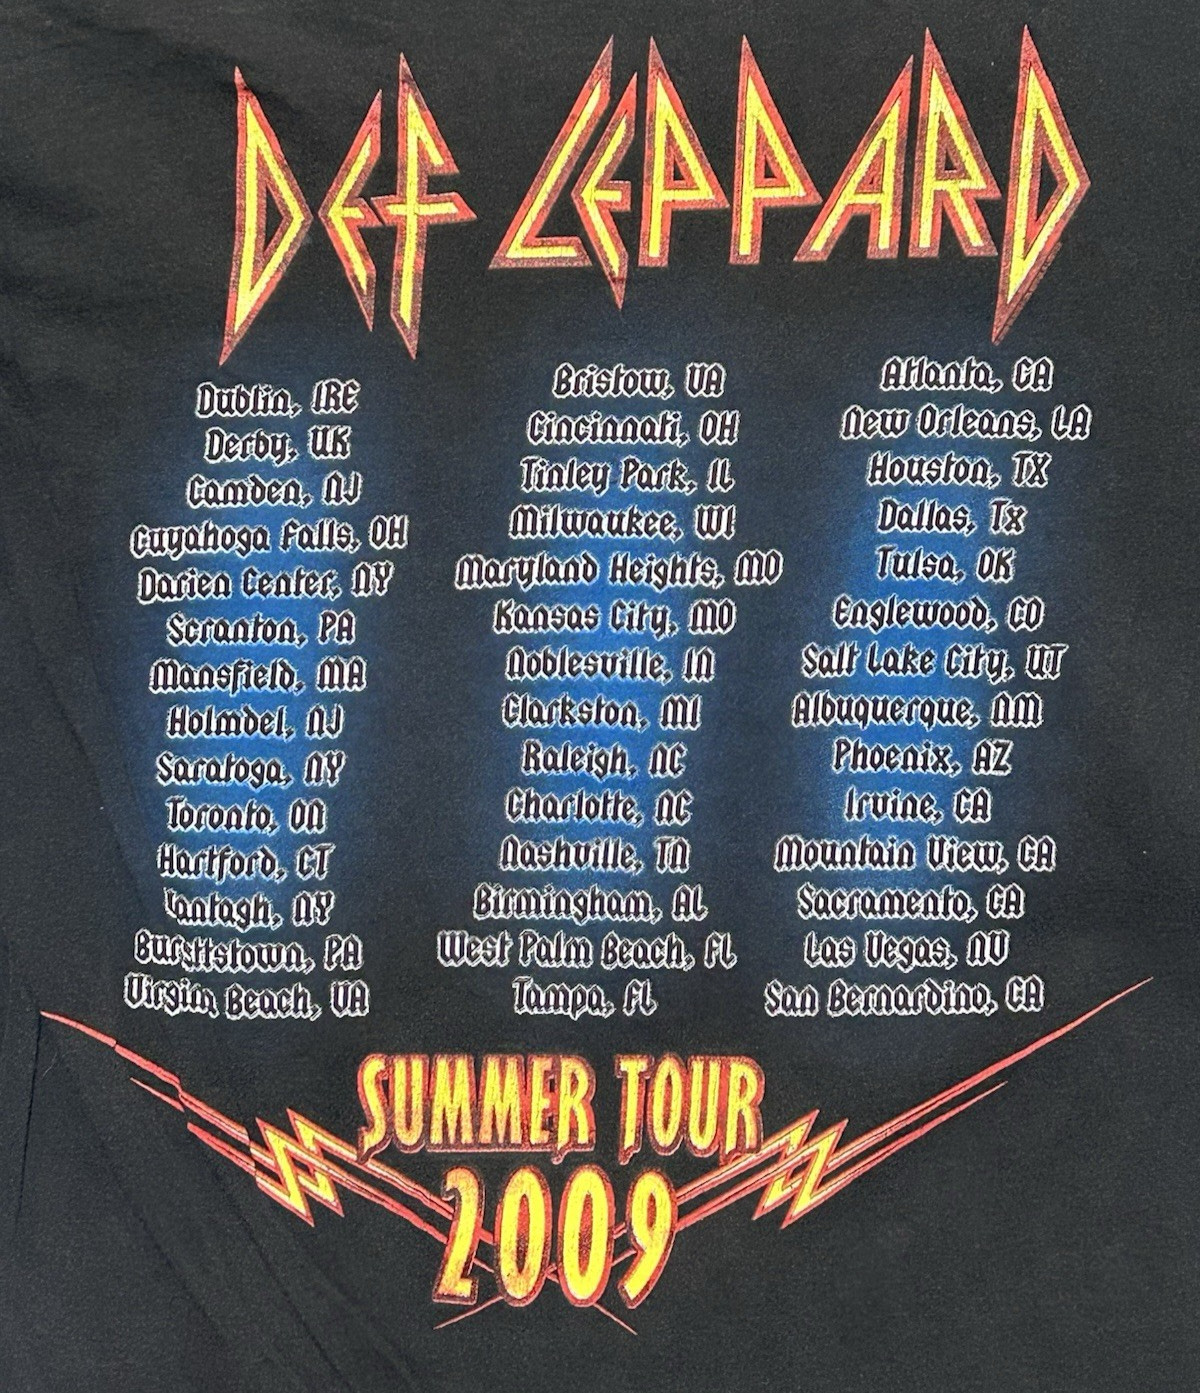 DEF LEPPARD
Dublin, IRE
Derby, UK
Camden, NJ
Cuyahoga Falls, OH
Darien Center, NY
Scranton, PA
Mansfield, MA
Holmdel, NJ
Saratoga, NY
Toronto, ON
Hartford, CT
Wantagh, NY
Burgettstown, PA
Virginia Beach, VA
Bristow, VA
Cincinnati, OH
Tinley Park, IL
Milwaukee, WI
Maryland Heights, MO
Kansas City, MO
Noblesville, IN
Clarkston, MI
Raleigh, NC
Charlotte, NC
Nashville, TN
Birmingham, AL
West Palm Beach, FL
Tampa, FL
Atlanta, GA
New Orleans, LA
Houston, TX
Dallas, TX
Tulsa, OK
Englewood, CO
Salt Lake City, UT
Albuquerque, NM
Phoenix, AZ
Irvine, CA
Mountain View, CA
Sacramento, CA
Las Vegas, NV
San Bernardino, CA
SUMMER TOUR
2009